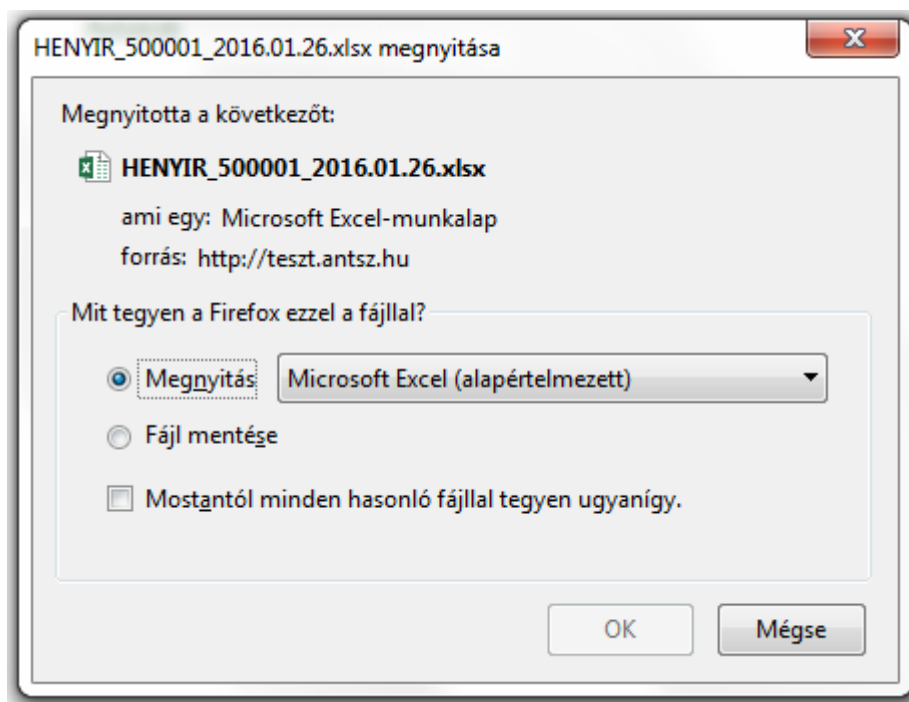 HENYIR_500001_2016.01.26.xlsx megnyitása
Megnyitotta a következőt:
HENYIR_500001_2016.01.26.xlsx
ami egy: Microsoft Excel-munkalap
forrás: http://teszt.antsz.hu
Mit tegyen a Firefox ezzel a fájllal?
Megnyitás Microsoft Excel (alapértelmezett)
Fájl mentése
Mostantól minden hasonló fájllal tegyen ugyanígy.
OK Mégse